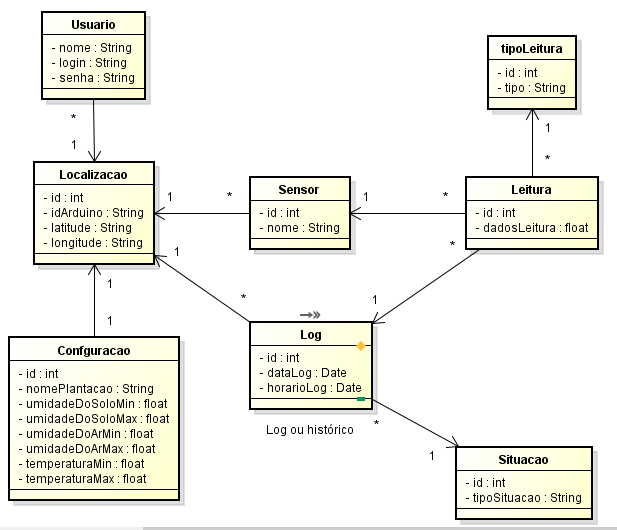 Usuario
- nome : String
- login : String
- senha : String
*
1
tipoLeitura
- id : int
- tipo : String
1
*
Localizacao
- id : int
- idArduino : String
- latitude : String
- longitude : String
1
*
Sensor
- id : int
- nome : String
1
*
Leitura
- id : int
- dadosLeitura : float
*
1
1
*
1
1
Log
- id : int
- dataLog : Date
- horarioLog : Date
Log ou histórico
*
1
Confguracao
- id : int
- nomePlantacao : String
- umidadeDoSoloMin : float
- umidadeDoSoloMax : float
- umidadeDoArMin : float
- umidadeDoArMax : float
- temperaturaMin : float
- temperaturaMax : float
Situacao
- id : int
- tipoSituacao : String